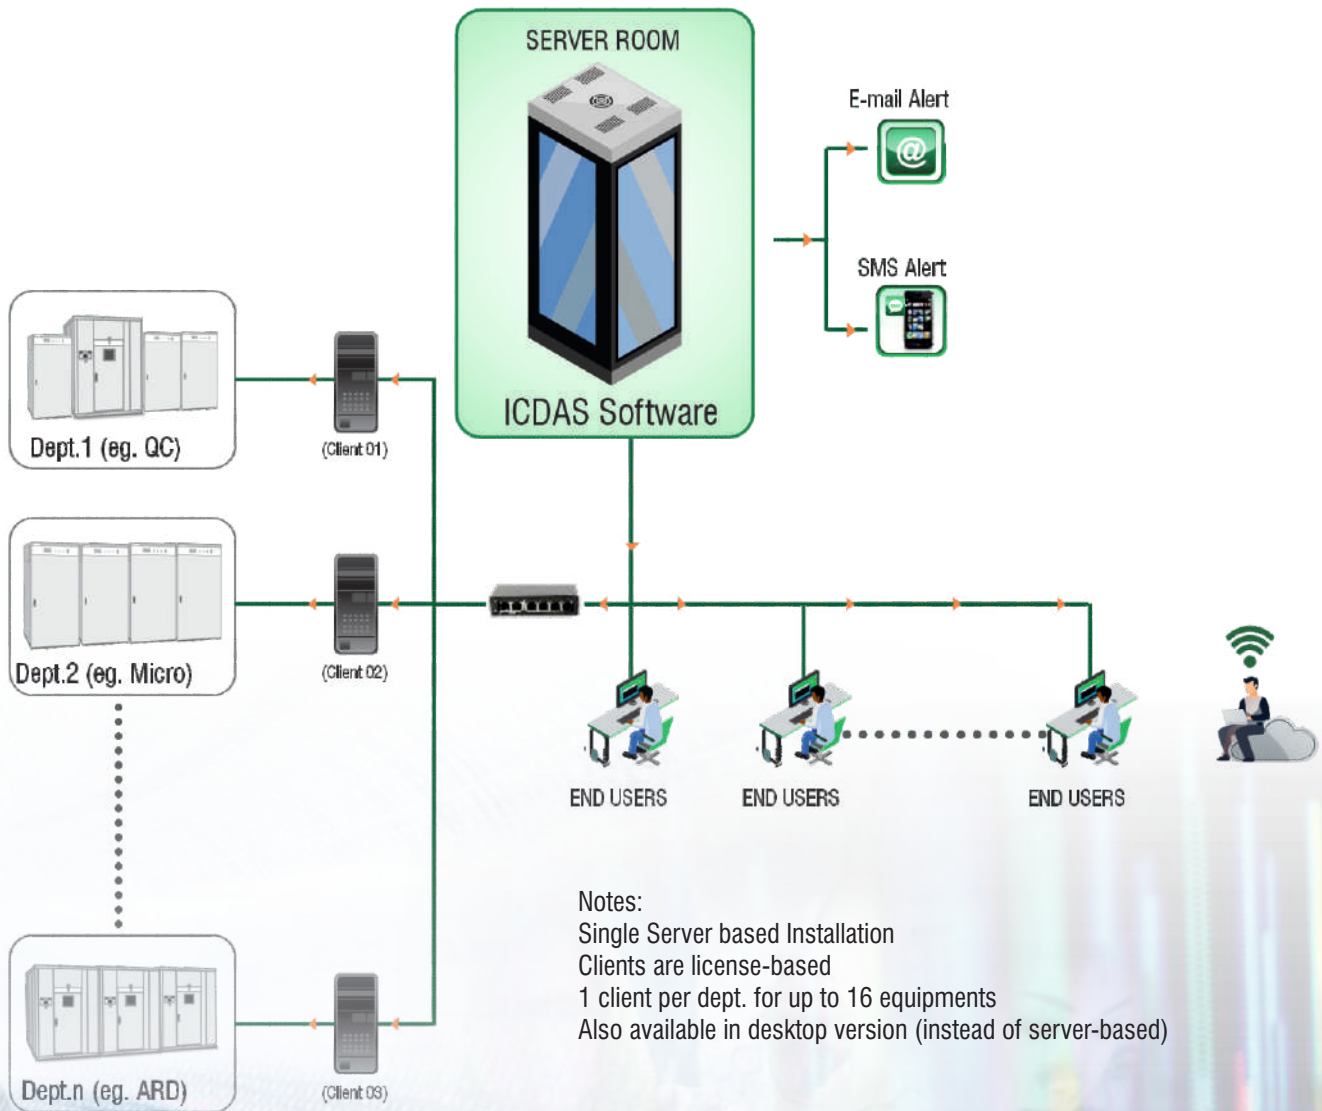 SERVER ROOM
ICDAS Software
E-mail Alert
@
SMS Alert
Dept.1 (eg. QC)
(Client 01)
Dept.2 (eg. Micro)
(Client 02)
END USERS
END USERS
END USERS
Dept.n (eg. ARD)
(Client 03)
Notes:
Single Server based Installation
Clients are license-based
1 client per dept. for up to 16 equipments
Also available in desktop version (instead of server-based)